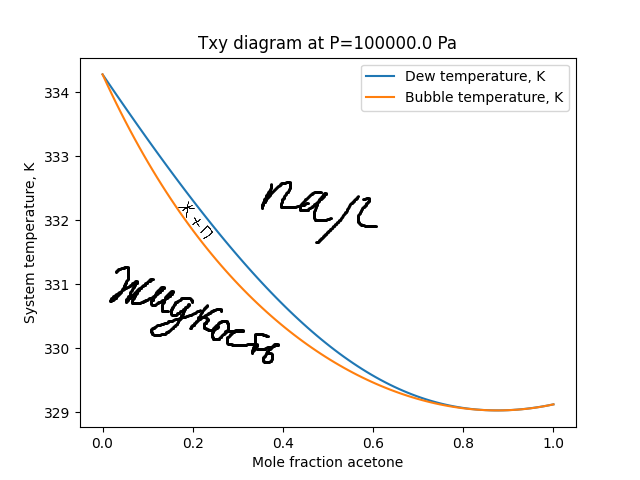 Txy diagram at P=100000.0 Pa
Dew temperature, K
Bubble temperature, K
System temperature, K
334
333
332
331
330
329
пар
ж+п
жидкость
0.0 0.2 0.4 0.6 0.8 1.0
Mole fraction acetone